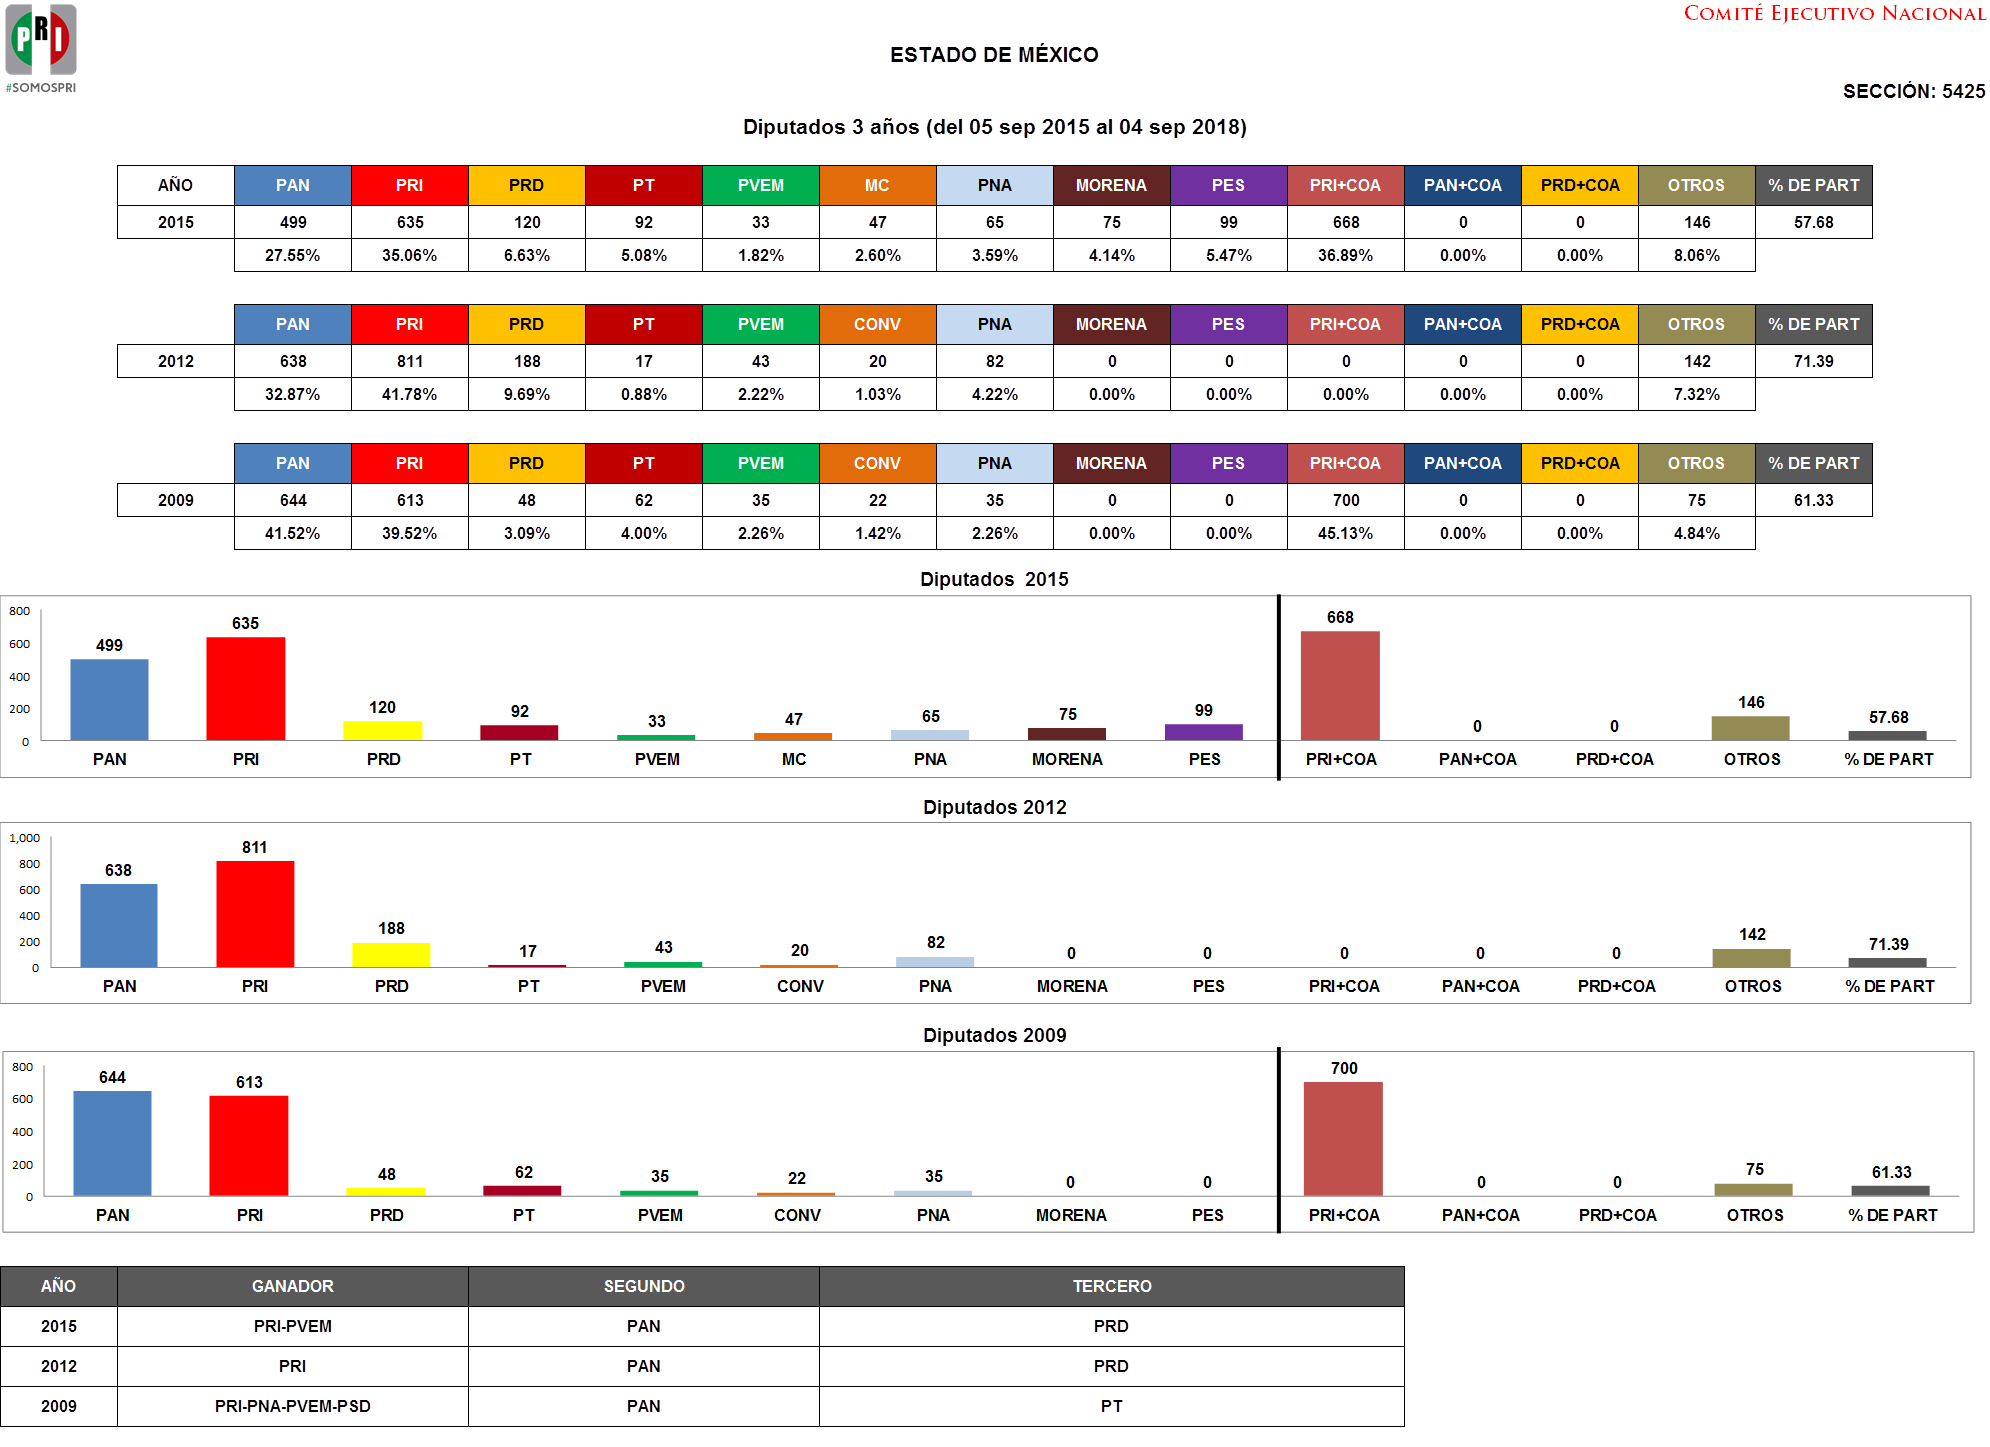 PRI
#SOMOSPRI
COMITÉ EJECUTIVO NACIONAL
ESTADO DE MÉXICO
SECCIÓN: 5425
Diputados 3 años (del 05 sep 2015 al 04 sep 2018)
AÑO PAN PRI PRD PT PVEM MC PNA MORENA PES PRI+COA PAN+COA PRD+COA OTROS % DE PART
2015 499 635 120 92 33 47 65 75 99 668 0 0 146 57.68
27.55% 35.06% 6.63% 5.08% 1.82% 2.60% 3.59% 4.14% 5.47% 36.89% 0.00% 0.00% 8.06%
PAN PRI PRD PT PVEM CONV PNA MORENA PES PRI+COA PAN+COA PRD+COA OTROS % DE PART
2012 638 811 188 17 43 20 82 0 0 0 0 0 142 71.39
32.87% 41.78% 9.69% 0.88% 2.22% 1.03% 4.22% 0.00% 0.00% 0.00% 0.00% 0.00% 7.32%
PAN PRI PRD PT PVEM CONV PNA MORENA PES PRI+COA PAN+COA PRD+COA OTROS % DE PART
2009 644 613 48 62 35 22 35 0 0 700 0 0 75 61.33
41.52% 39.52% 3.09% 4.00% 2.26% 1.42% 2.26% 0.00% 0.00% 45.13% 0.00% 0.00% 4.84%
Diputados 2015
800
600
400
200
0
499 635 120 92 33 47 65 75 99 668 0 0 146 57.68
PAN PRI PRD PT PVEM MC PNA MORENA PES PRI+COA PAN+COA PRD+COA OTROS % DE PART
Diputados 2012
1,000
800
600
400
200
0
638 811 188 17 43 20 82 0 0 0 0 0 142 71.39
PAN PRI PRD PT PVEM CONV PNA MORENA PES PRI+COA PAN+COA PRD+COA OTROS % DE PART
Diputados 2009
800
600
400
200
0
644 613 48 62 35 22 35 0 0 700 0 0 75 61.33
PAN PRI PRD PT PVEM CONV PNA MORENA PES PRI+COA PAN+COA PRD+COA OTROS % DE PART
AÑO GANADOR SEGUNDO TERCERO
2015 PRI-PVEM PAN PRD
2012 PRI PAN PRD
2009 PRI-PNA-PVEM-PSD PAN PT